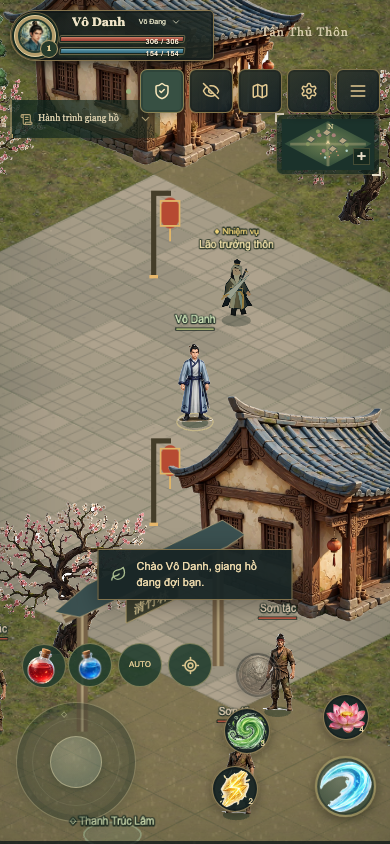 Vô Danh
Võ Đang
306 / 306
154 / 154
1
Tân Thủ Thôn
Hành trình giang hồ
N
Nhiệm vụ
Lão trưởng thôn
Vô Danh
Chào Vô Danh, giang hồ
đang đợi bạn.
Sơn tặc
AUTO
3
4
2
Thanh Trúc Lâm